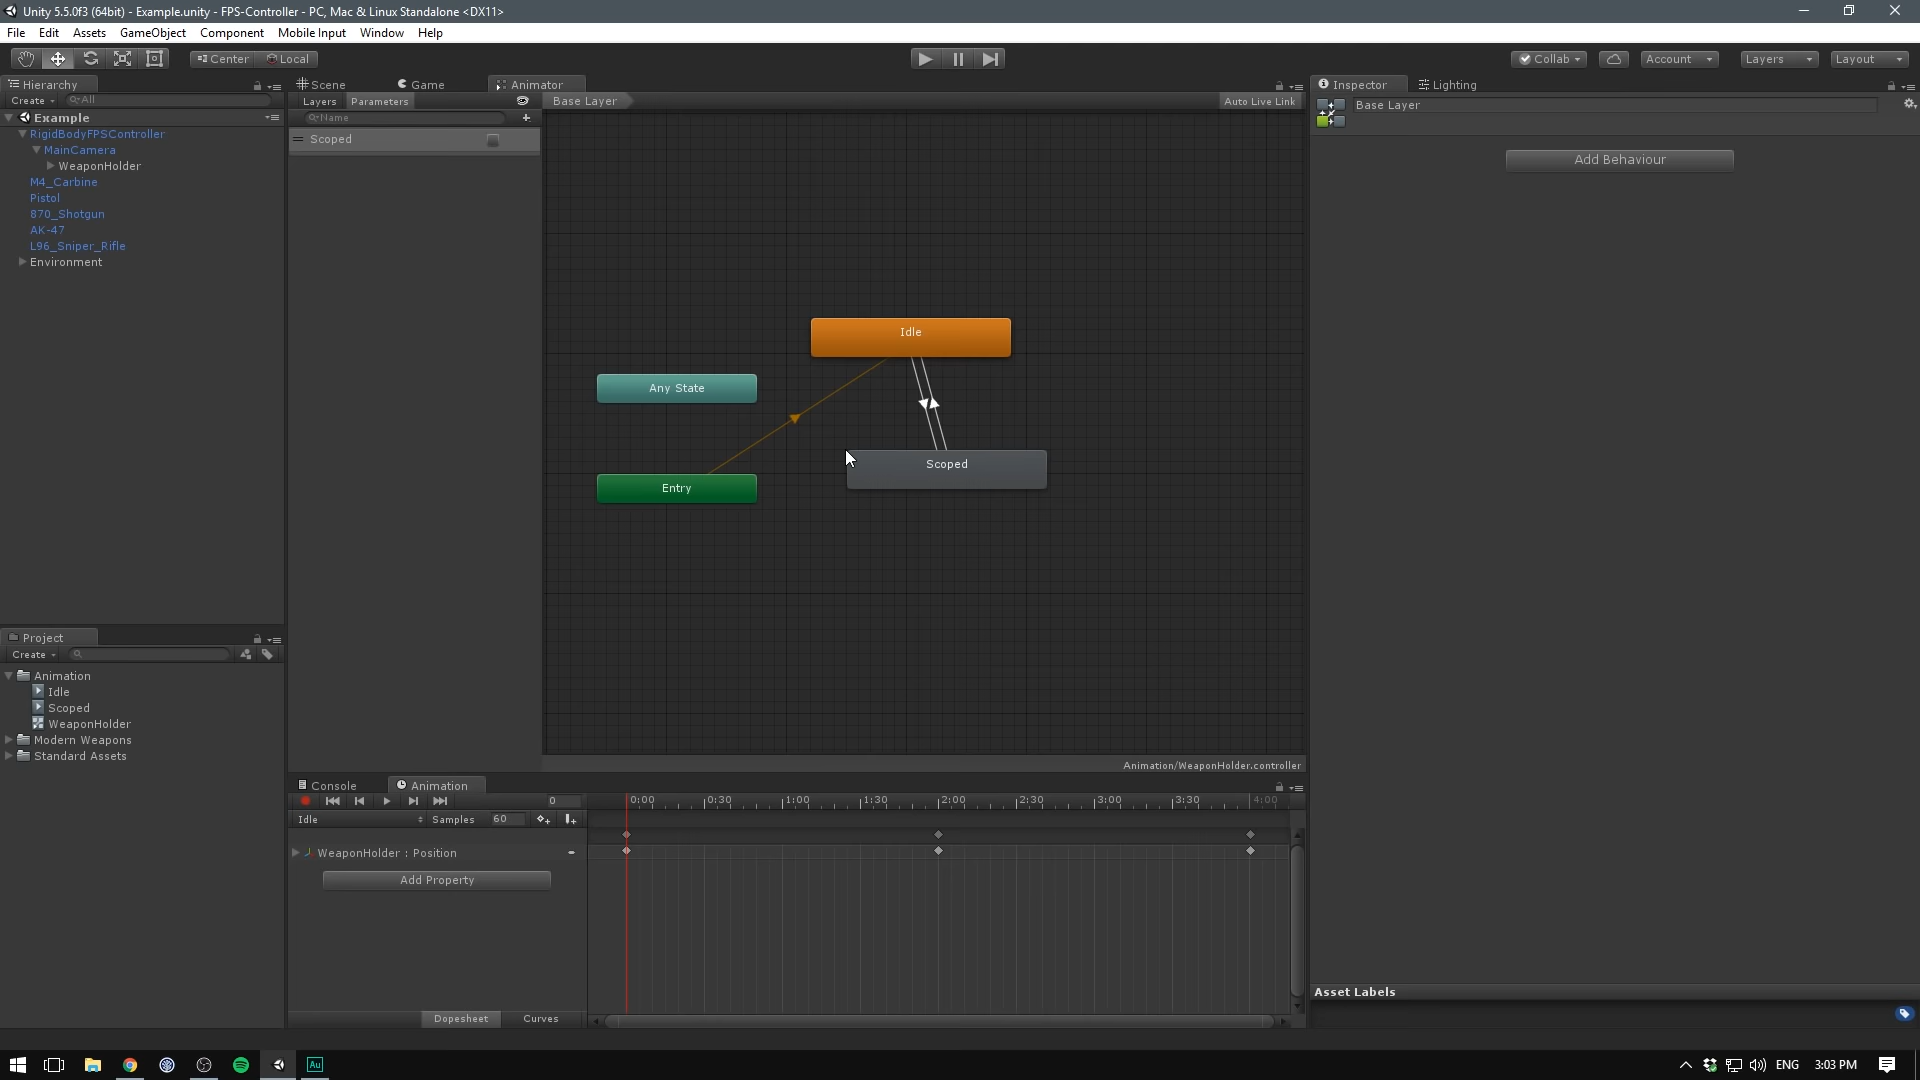 Unity 5.5.0f3 (64bit) - Example.unity - FPS-Controller - PC, Mac & Linux Standalone <DX11>
File Edit Assets GameObject Component Mobile Input Window Help
Center Local Collab Account Layers Layout
Hierarchy
Create All
Example
RigidBodyFPSController
MainCamera
WeaponHolder
M4_Carbine
Pistol
870_Shotgun
AK-47
L96_Sniper_Rifle
Environment
Project
Create
Animation
Idle
Scoped
WeaponHolder
Modern Weapons
Standard Assets
Scene Game Animator
Layers Parameters Base Layer Auto Live Link
Name
Scoped
Idle
Any State
Scoped
Entry
Animation/WeaponHolder.controller
Console Animation
0 0:00 0:30 1:00 1:30 2:00 2:30 3:00 3:30 4:00
Idle Samples 60
WeaponHolder : Position
Add Property
Dopesheet Curves
Inspector Lighting
Base Layer
Add Behaviour
Asset Labels
Au ENG 3:03 PM